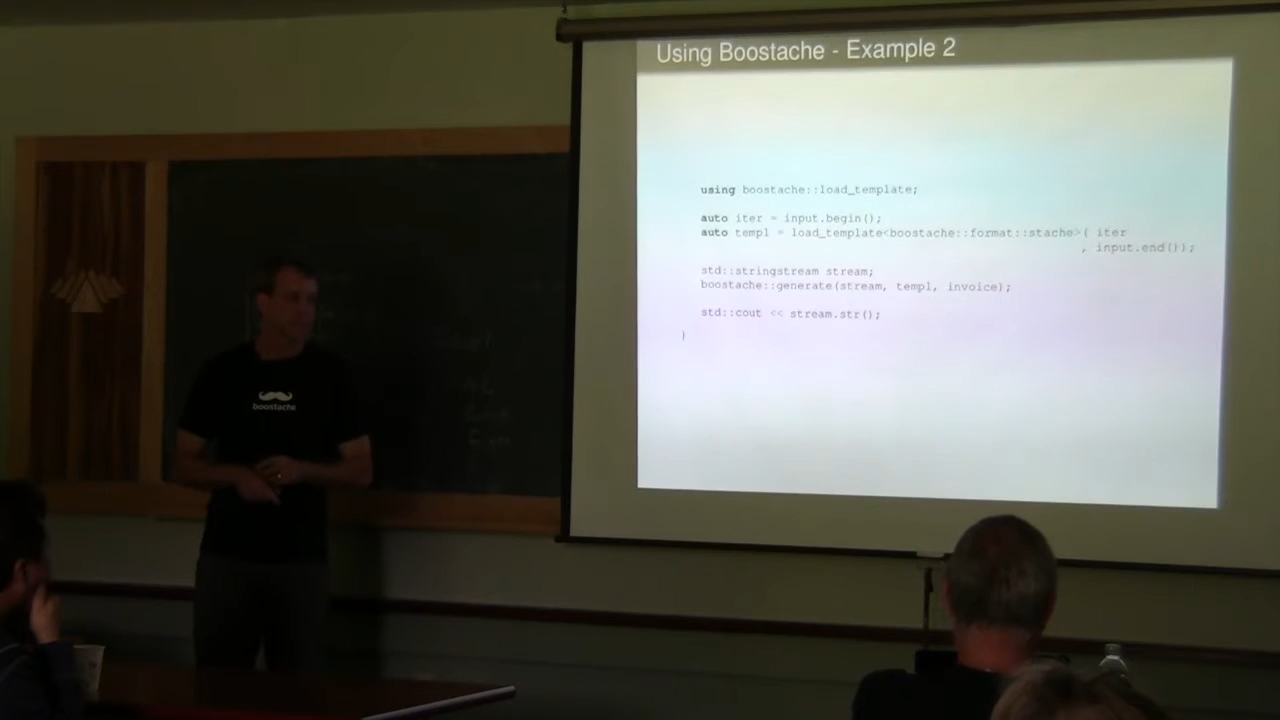 Using Boostache - Example 2
using boostache::load_template;
auto iter = input.begin();
auto templ = load_template<boostache::format::stache>( iter
, input.end());
std::stringstream stream;
boostache::generate(stream, templ, invoice);
std::cout << stream.str();
}
boostache